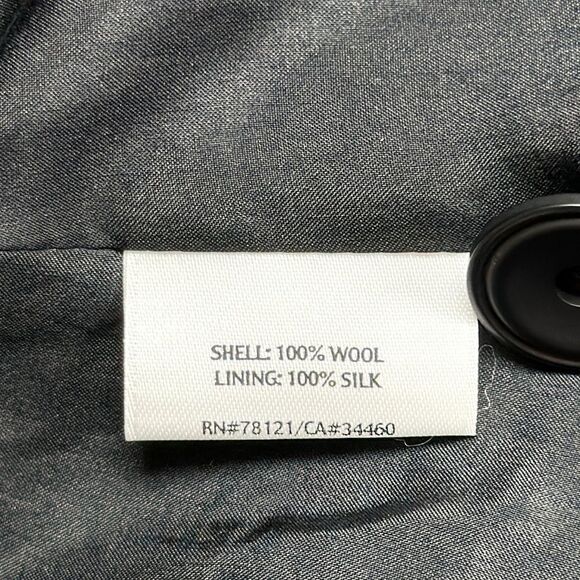 SHELL: 100% WOOL
LINING: 100% SILK
RN#78121/CA#34460